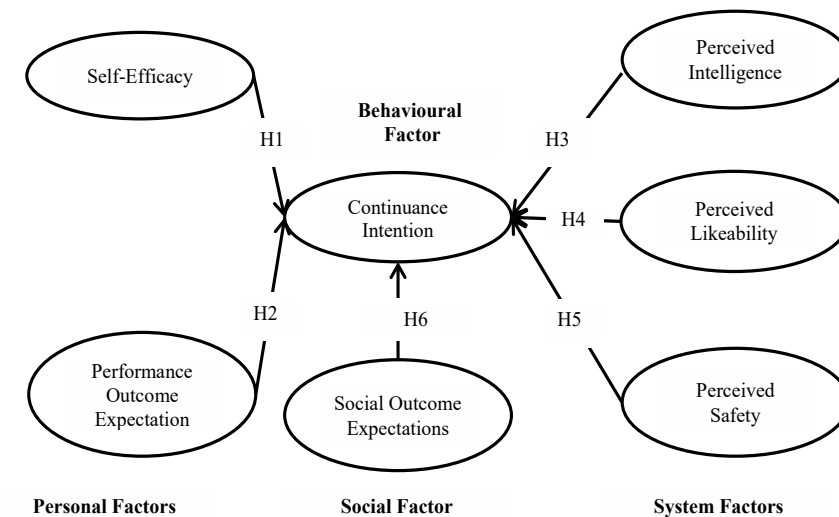 Self-Efficacy
Perceived
Intelligence
Behavioural
Factor
H1
H3
Continuance
Intention
H4
Perceived
Likeability
H2
H6
H5
Performance
Outcome
Expectation
Social Outcome
Expectations
Perceived
Safety
Personal Factors
Social Factor
System Factors